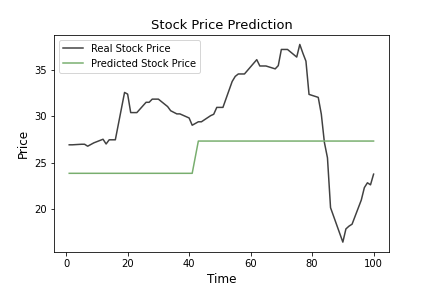 Stock Price Prediction
Real Stock Price
Predicted Stock Price
Price
35
30
25
20
0 20 40 60 80 100
Time